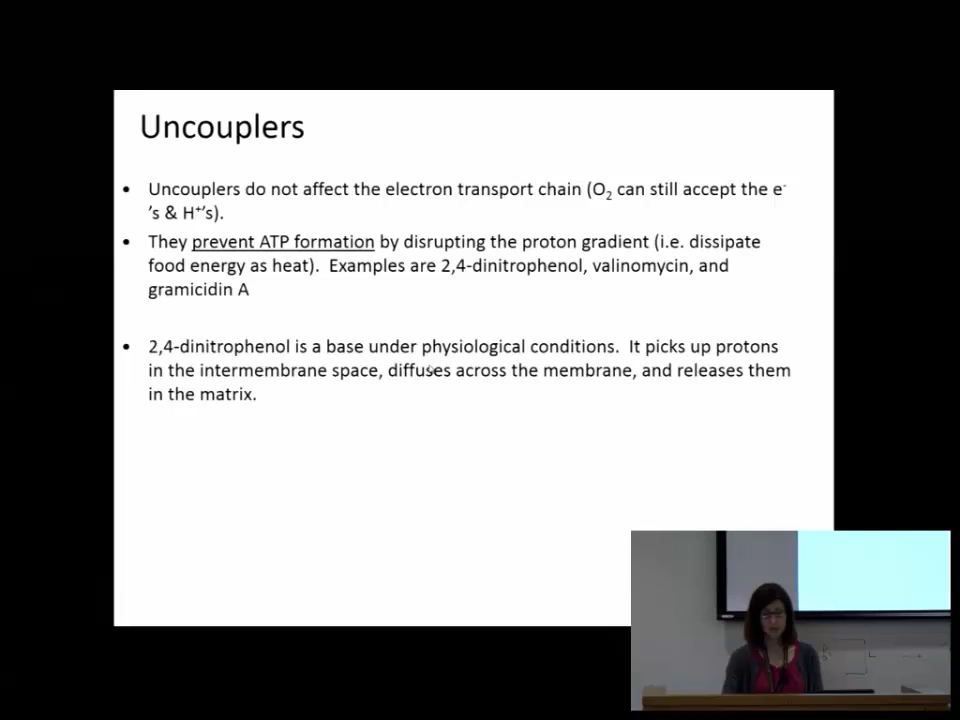 Uncouplers
• Uncouplers do not affect the electron transport chain (O₂ can still accept the e⁻
's & H⁺'s).
• They prevent ATP formation by disrupting the proton gradient (i.e. dissipate
food energy as heat). Examples are 2,4-dinitrophenol, valinomycin, and
gramicidin A
• 2,4-dinitrophenol is a base under physiological conditions. It picks up protons
in the intermembrane space, diffuses across the membrane, and releases them
in the matrix.